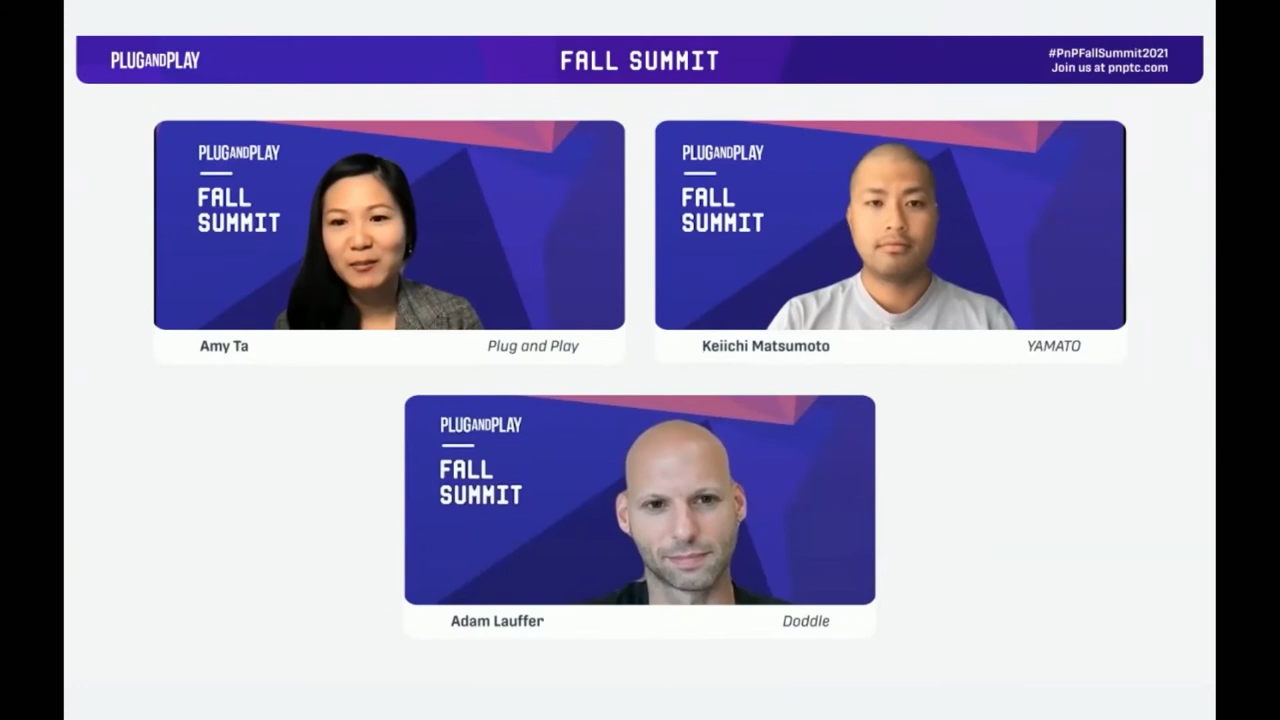 PLUGANDPLAY
FALL SUMMIT
#PnPFallSummit2021
Join us at pnptc.com
PLUGANDPLAY
FALL
SUMMIT
Amy Ta
Plug and Play
PLUGANDPLAY
FALL
SUMMIT
Keiichi Matsumoto
YAMATO
PLUGANDPLAY
FALL
SUMMIT
Adam Lauffer
Doddle